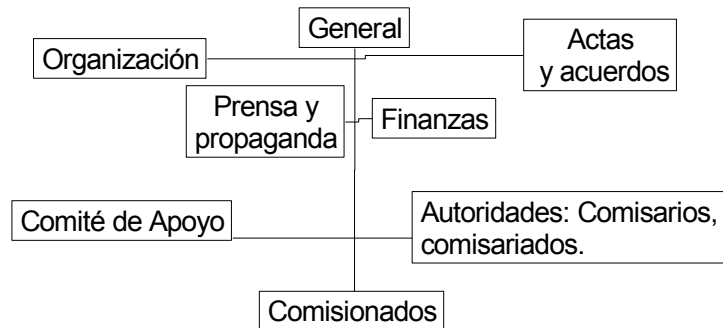 General
Organización
Actas
y acuerdos
Prensa y
propaganda
Finanzas
Comité de Apoyo
Autoridades: Comisarios,
comisariados.
Comisionados